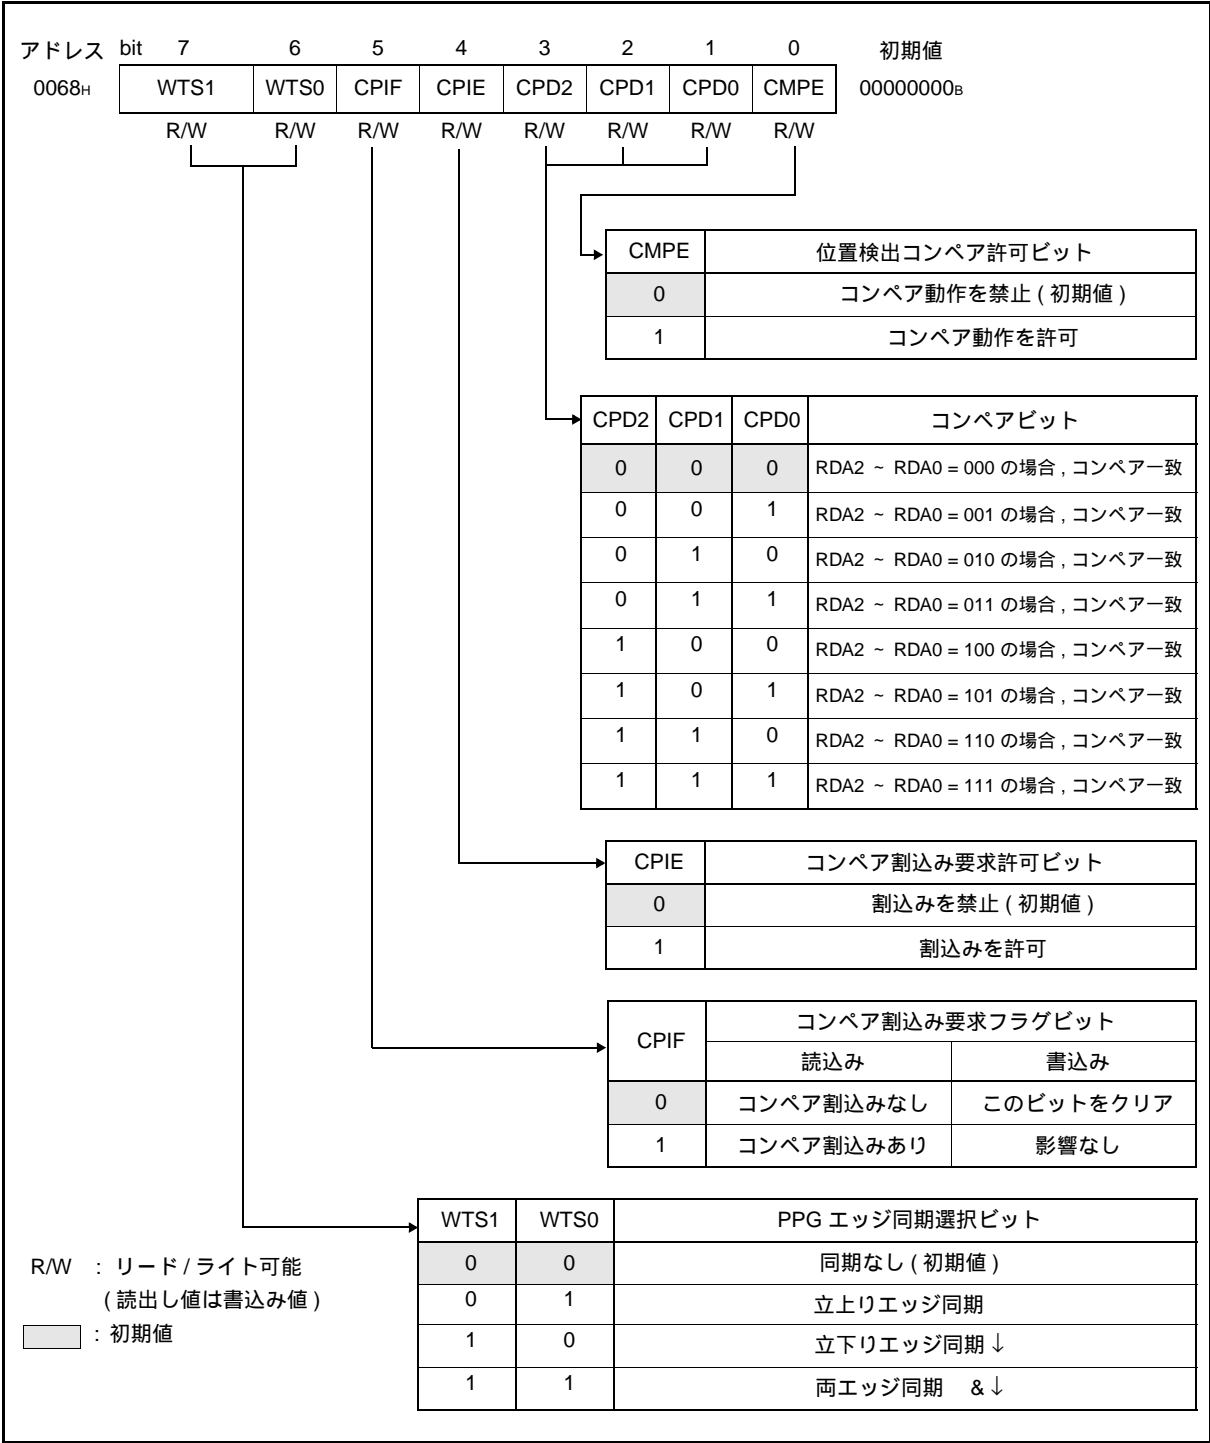 アドレス bit 7 6 5 4 3 2 1 0 初期値
0068H WTS1 WTS0 CPIF CPIE CPD2 CPD1 CPD0 CMPE 00000000B
R/W R/W R/W R/W R/W R/W R/W R/W
CMPE 位置検出コンペア許可ビット
0 コンペア動作を禁止 ( 初期値 )
1 コンペア動作を許可
CPD2 CPD1 CPD0 コンペアビット
0 0 0 RDA2 ~ RDA0 = 000 の場合 , コンペア一致
0 0 1 RDA2 ~ RDA0 = 001 の場合 , コンペア一致
0 1 0 RDA2 ~ RDA0 = 010 の場合 , コンペア一致
0 1 1 RDA2 ~ RDA0 = 011 の場合 , コンペア一致
1 0 0 RDA2 ~ RDA0 = 100 の場合 , コンペア一致
1 0 1 RDA2 ~ RDA0 = 101 の場合 , コンペア一致
1 1 0 RDA2 ~ RDA0 = 110 の場合 , コンペア一致
1 1 1 RDA2 ~ RDA0 = 111 の場合 , コンペア一致
CPIE コンペア割込み要求許可ビット
0 割込みを禁止 ( 初期値 )
1 割込みを許可
CPIF コンペア割込み要求フラグビット
読込み 書込み
0 コンペア割込みなし このビットをクリア
1 コンペア割込みあり 影響なし
WTS1 WTS0 PPG エッジ同期選択ビット
0 0 同期なし ( 初期値 )
0 1 立上りエッジ同期
1 0 立下りエッジ同期 ↓
1 1 両エッジ同期 & ↓
R/W : リード / ライト可能
( 読出し値は書込み値 )
: 初期値